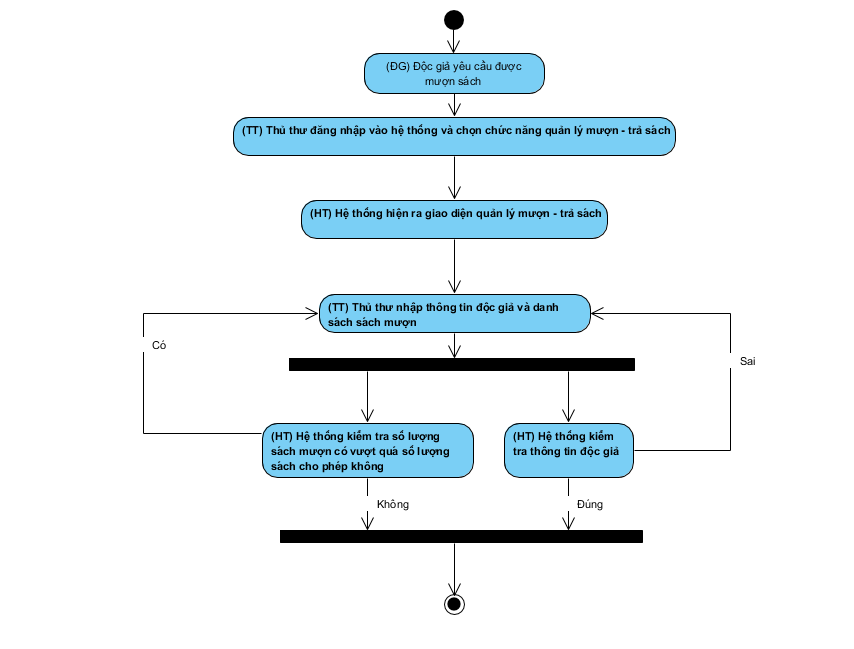 (ĐG) Độc giả yêu cầu được
mượn sách
(TT) Thủ thư đăng nhập vào hệ thống và chọn chức năng quản lý mượn - trả sách
(HT) Hệ thống hiện ra giao diện quản lý mượn - trả sách
(TT) Thủ thư nhập thông tin độc giả và danh
sách sách mượn
Có
Sai
(HT) Hệ thống kiểm tra số lượng
sách mượn có vượt quá số lượng
sách cho phép không
(HT) Hệ thống kiểm
tra thông tin độc giả
Không
Đúng